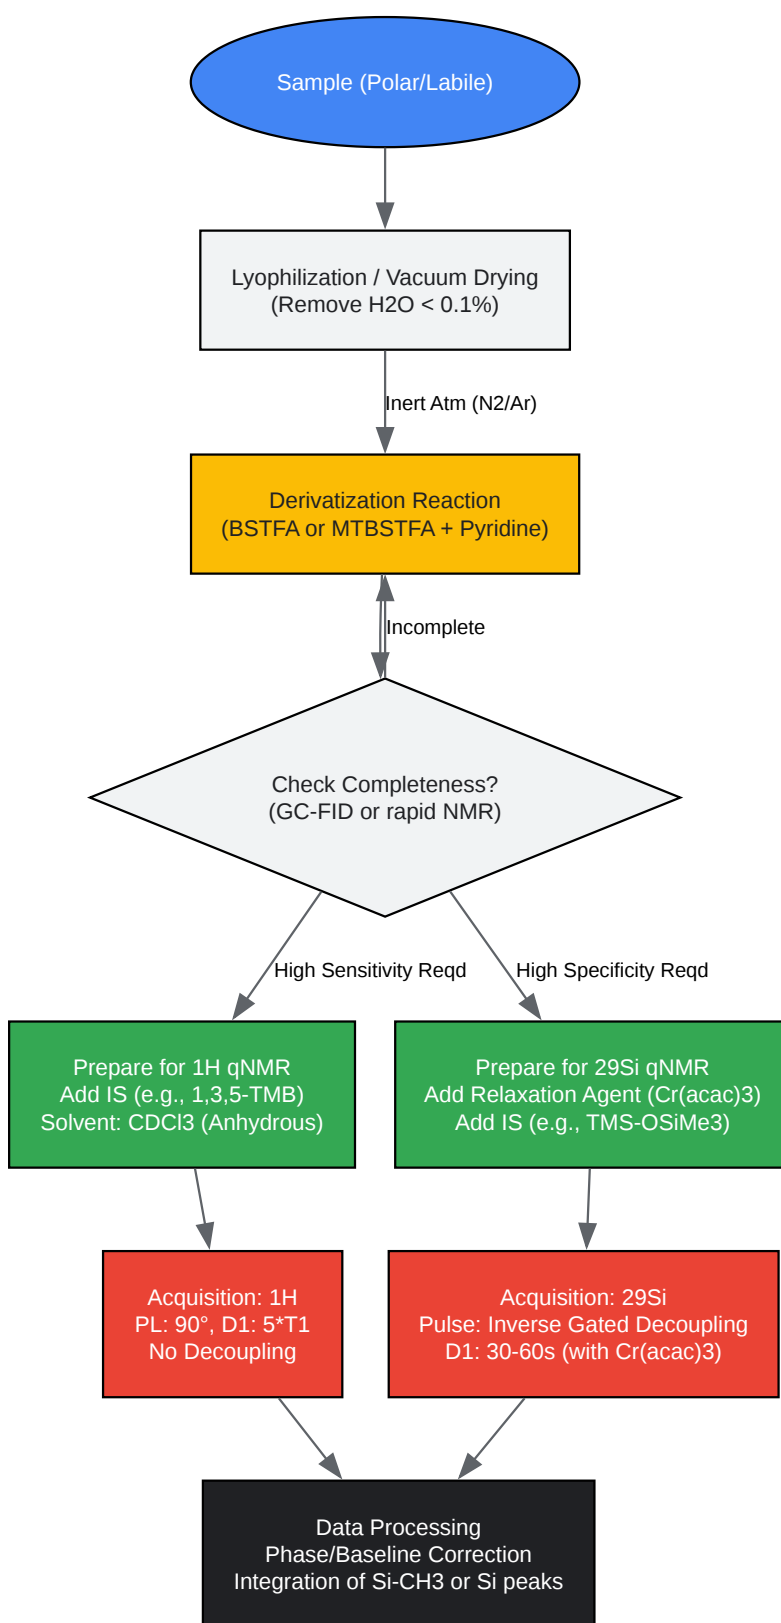 Sample (Polar/Labile)
Lyophilization / Vacuum Drying
(Remove H2O < 0.1%)
Inert Atm (N2/Ar)
Derivatization Reaction
(BSTFA or MTBSTFA + Pyridine)
Incomplete
Check Completeness?
(GC-FID or rapid NMR)
High Sensitivity Reqd
High Specificity Reqd
Prepare for 1H qNMR
Add IS (e.g., 1,3,5-TMB)
Solvent: CDCl3 (Anhydrous)
Prepare for 29Si qNMR
Add Relaxation Agent (Cr(acac)3)
Add IS (e.g., TMS-OSiMe3)
Acquisition: 1H
PL: 90°, D1: 5*T1
No Decoupling
Acquisition: 29Si
Pulse: Inverse Gated Decoupling
D1: 30-60s (with Cr(acac)3)
Data Processing
Phase/Baseline Correction
Integration of Si-CH3 or Si peaks